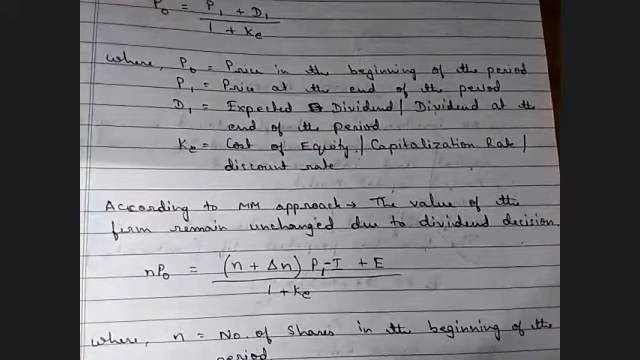 P₀ = P₁ + D₁
1 + Ke
where, P₀ = Price in the beginning of the period
P₁ = Price at the end of the period
D₁ = Expected Dividend / Dividend at the
end of the period
Ke = Cost of Equity / Capitalization Rate /
discount rate
According to MM approach → The value of the
firm remain unchanged due to dividend decision
nP₀ = (n + Δn) P₁ - I + E
1 + Ke
where, n = No. of Shares in the beginning of the
period.